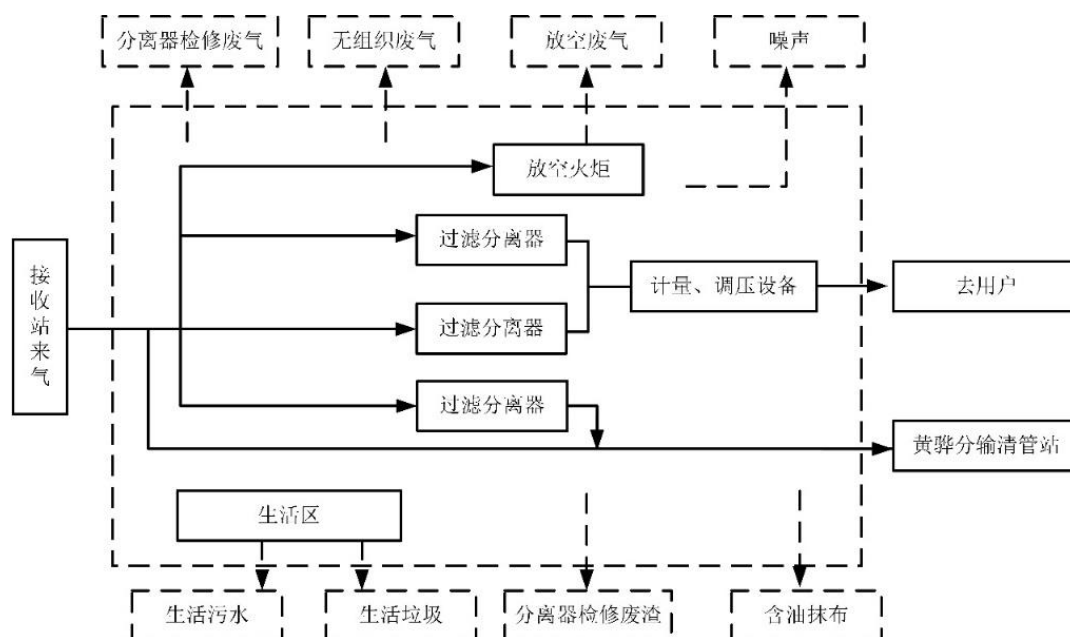 分离器检修废气
无组织废气
放空废气
噪声
放空火炬
过滤分离器
接收站来气
计量、调压设备
去用户
过滤分离器
过滤分离器
黄骅分输清管站
生活区
生活污水
生活垃圾
分离器检修废渣
含油抹布